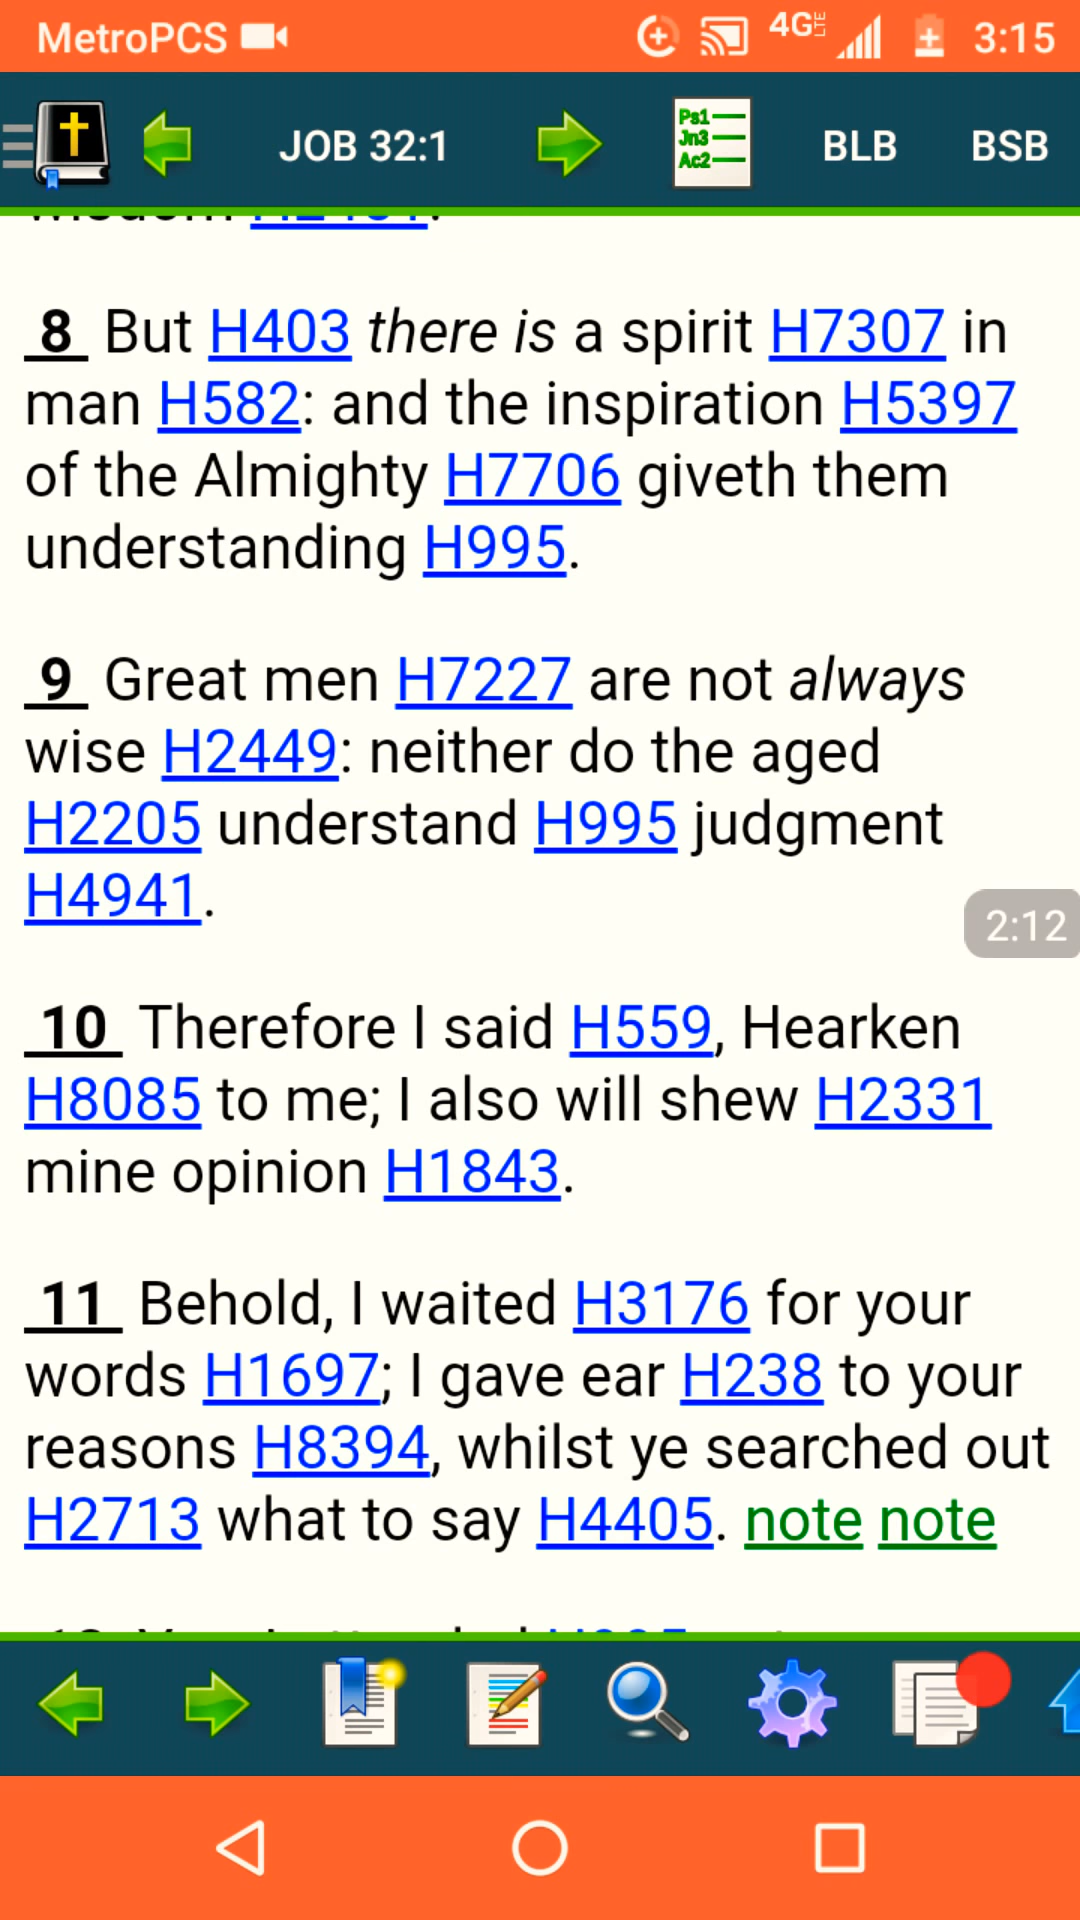 MetroPCS 4G LTE 3:15
JOB 32:1 Ps1 Jn3 Ac2 BLB BSB
8 But H403 there is a spirit H7307 in
man H582: and the inspiration H5397
of the Almighty H7706 giveth them
understanding H995.
9 Great men H7227 are not always
wise H2449: neither do the aged
H2205 understand H995 judgment
H4941.
2:12
10 Therefore I said H559, Hearken
H8085 to me; I also will shew H2331
mine opinion H1843.
11 Behold, I waited H3176 for your
words H1697; I gave ear H238 to your
reasons H8394, whilst ye searched out
H2713 what to say H4405. note note